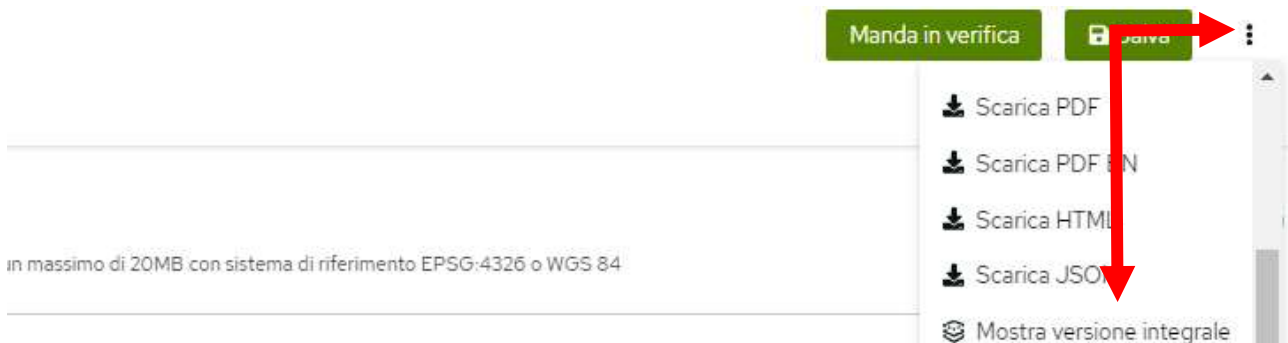 Manda in verifica
Salva
Scarica PDF
Scarica PDF EN
Scarica HTML
Scarica JSON
un massimo di 20MB con sistema di riferimento EPSG:4326 o WGS 84
Mostra versione integrale